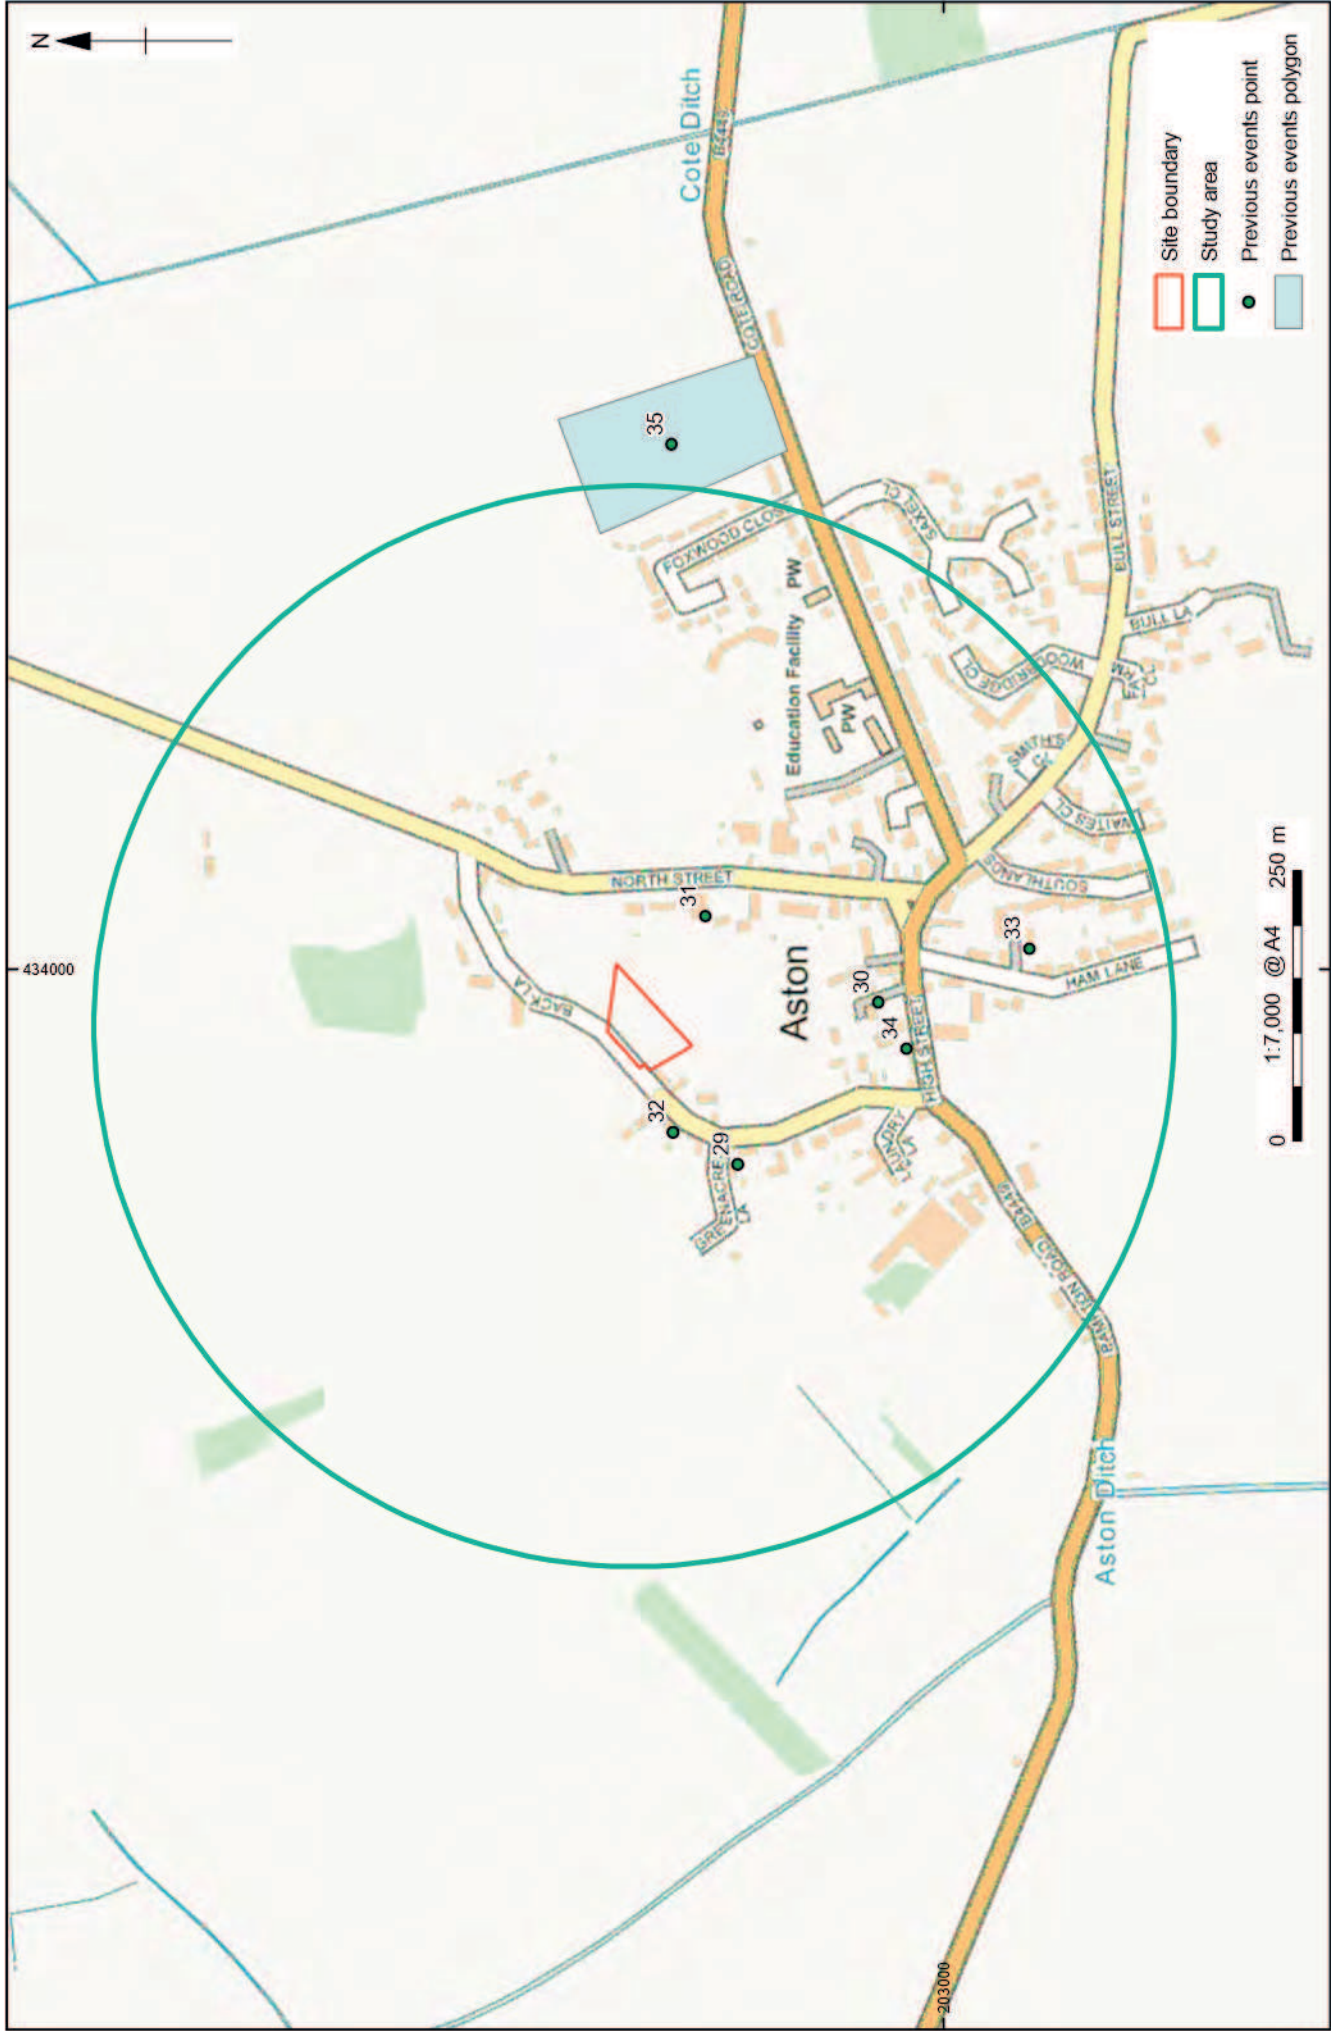 N
434000
Cote Ditch
B4449
COTE ROAD
35
FOXWOOD CLOSE
SAXEL CL
PW
Education Facility
PW
BACK LA
NORTH STREET
31
32
29
GREENACRE
LA
Aston
30
34
HIGH STREET
LAUNDRY
LA
33
HAM LANE
SOUTHLANDS
WAITES CL
SMITH'S
CL
WOODBRIDGE CL
FARM
CL
BULL LA
BULL STREET
BAMPTON ROAD B4449
Aston Ditch
203000
Site boundary
Study area
Previous events point
Previous events polygon
0 1:7,000 @A4 250 m